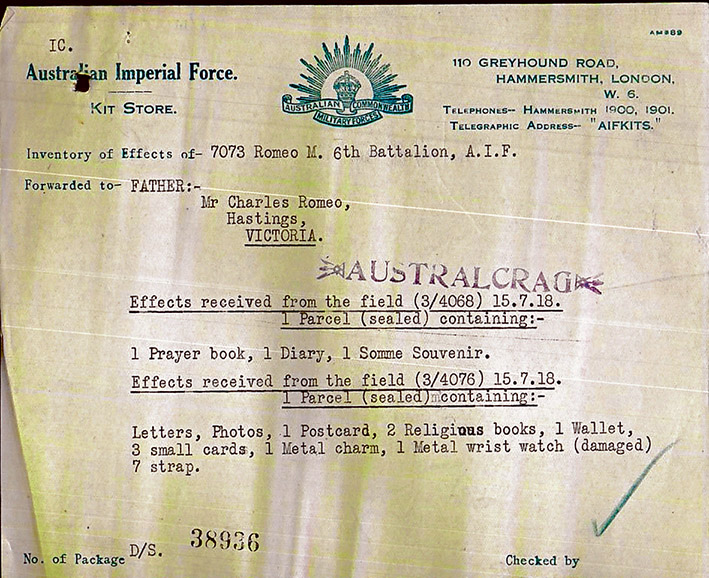 AM989
IC.
Australian Imperial Force.
KIT STORE.
AUSTRALIAN COMMONWEALTH
MILITARY FORCES
110 GREYHOUND ROAD,
HAMMERSMITH, LONDON,
W. 6.
TELEPHONES— HAMMERSMITH 1900, 1901.
TELEGRAPHIC ADDRESS— "AIFKITS."
Inventory of Effects of- 7073 Romeo M. 6th Battalion, A.I.F.
Forwarded to- FATHER:-
Mr Charles Romeo,
Hastings,
VICTORIA.
AUSTRALCRAG
Effects received from the field (3/4068) 15.7.18.
1 Parcel (sealed) containing:-
1 Prayer book, 1 Diary, 1 Somme Souvenir.
Effects received from the field (3/4076) 15.7.18.
1 Parcel (sealed) containing:-
Letters, Photos, 1 Postcard, 2 Religious books, 1 Wallet,
3 small cards, 1 Metal charm, 1 Metal wrist watch (damaged)
7 strap.
No. of Package D/S. 38936
Checked by